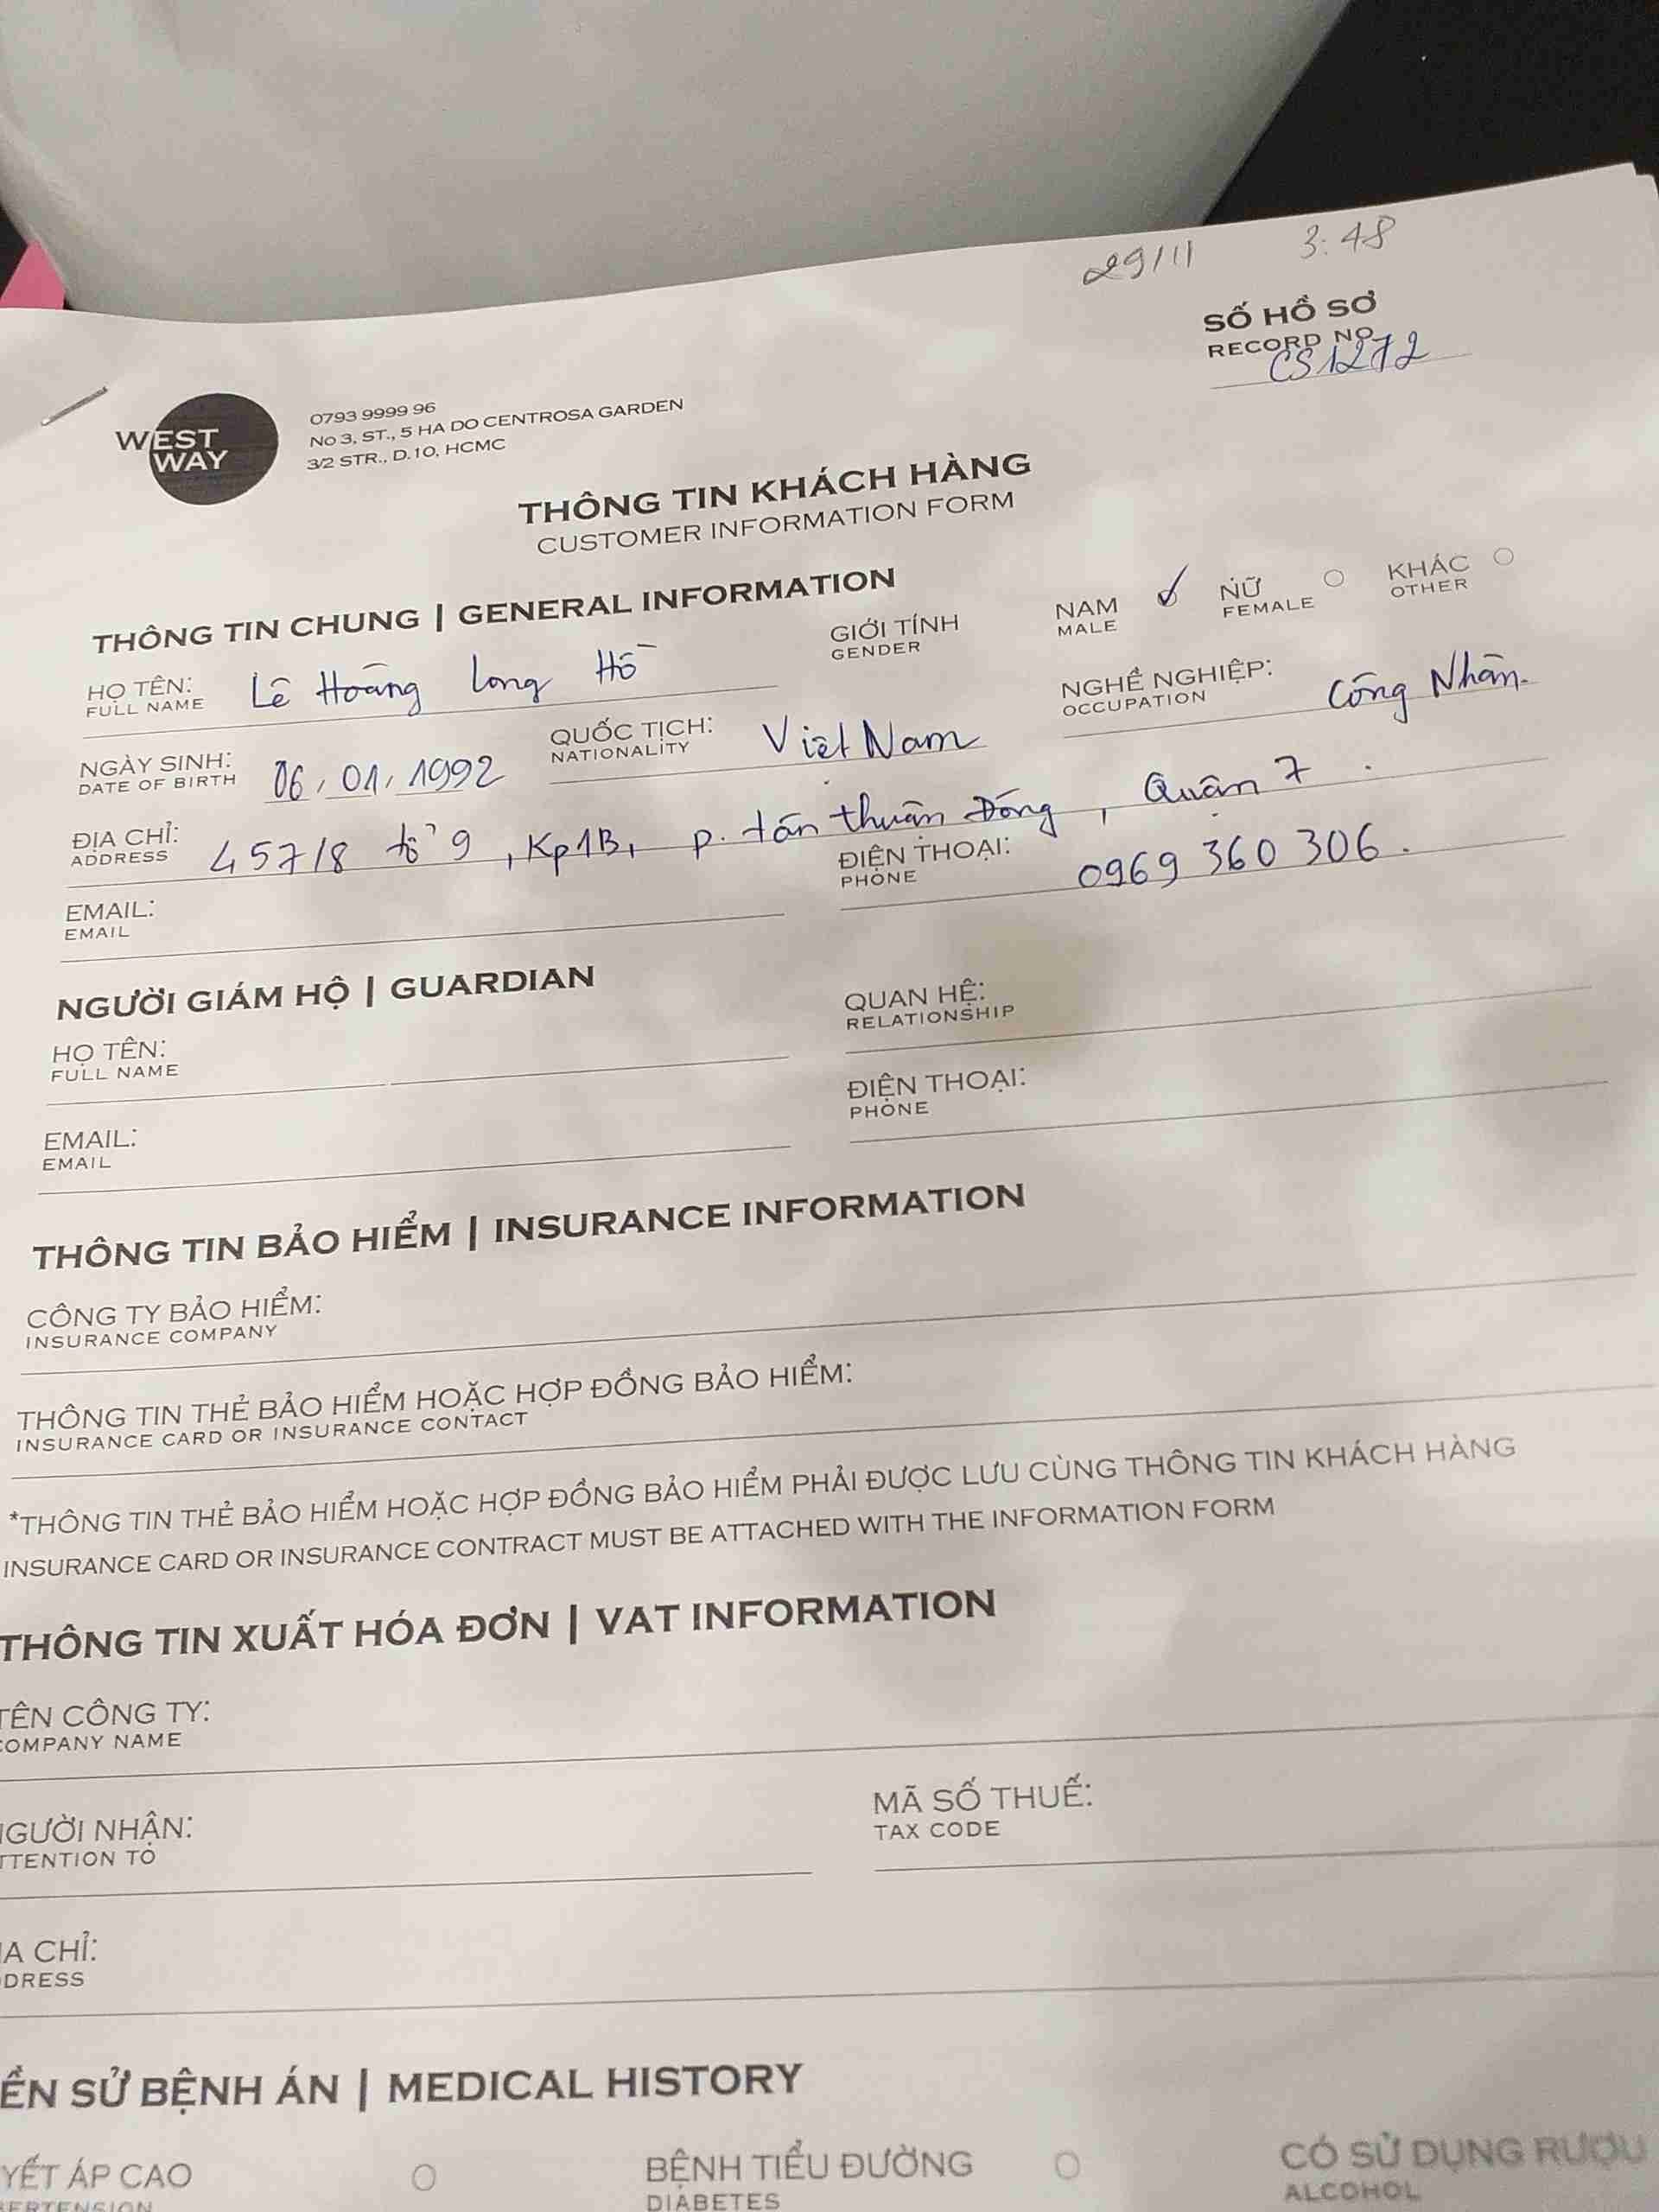 29/11 3:48
SỐ HỒ SƠ
RECORD NO
CS1272
WEST
WAY
0793 9999 96
No 3, ST., 5 HA DO CENTROSA GARDEN
3/2 STR., D.10, HCMC
THÔNG TIN KHÁCH HÀNG
CUSTOMER INFORMATION FORM
THÔNG TIN CHUNG | GENERAL INFORMATION
GIỚI TÍNH NAM NỮ KHÁC
GENDER MALE FEMALE OTHER
HỌ TÊN: Lê Hoàng Long Hồ
FULL NAME
NGHỀ NGHIỆP: Công Nhân.
OCCUPATION
NGÀY SINH: 06/01/1992 QUỐC TỊCH: Việt Nam
DATE OF BIRTH NATIONALITY
ĐỊA CHỈ: 457/8 tổ 9, Kp1B, p. tân thuận Đông, Quận 7.
ADDRESS
ĐIỆN THOẠI: 0969 360 306.
PHONE
EMAIL:
EMAIL
NGƯỜI GIÁM HỘ | GUARDIAN
HỌ TÊN: QUAN HỆ:
FULL NAME RELATIONSHIP
EMAIL: ĐIỆN THOẠI:
EMAIL PHONE
THÔNG TIN BẢO HIỂM | INSURANCE INFORMATION
CÔNG TY BẢO HIỂM:
INSURANCE COMPANY
THÔNG TIN THẺ BẢO HIỂM HOẶC HỢP ĐỒNG BẢO HIỂM:
INSURANCE CARD OR INSURANCE CONTACT
*THÔNG TIN THẺ BẢO HIỂM HOẶC HỢP ĐỒNG BẢO HIỂM PHẢI ĐƯỢC LƯU CÙNG THÔNG TIN KHÁCH HÀNG
INSURANCE CARD OR INSURANCE CONTRACT MUST BE ATTACHED WITH THE INFORMATION FORM
THÔNG TIN XUẤT HÓA ĐƠN | VAT INFORMATION
TÊN CÔNG TY:
COMPANY NAME
GƯỜI NHẬN: MÃ SỐ THUẾ:
TTENTION TO TAX CODE
A CHỈ:
DRESS
ỀN SỬ BỆNH ÁN | MEDICAL HISTORY
YẾT ÁP CAO BỆNH TIỂU ĐƯỜNG CÓ SỬ DỤNG RƯỢU
ERTENSION DIABETES ALCOHOL